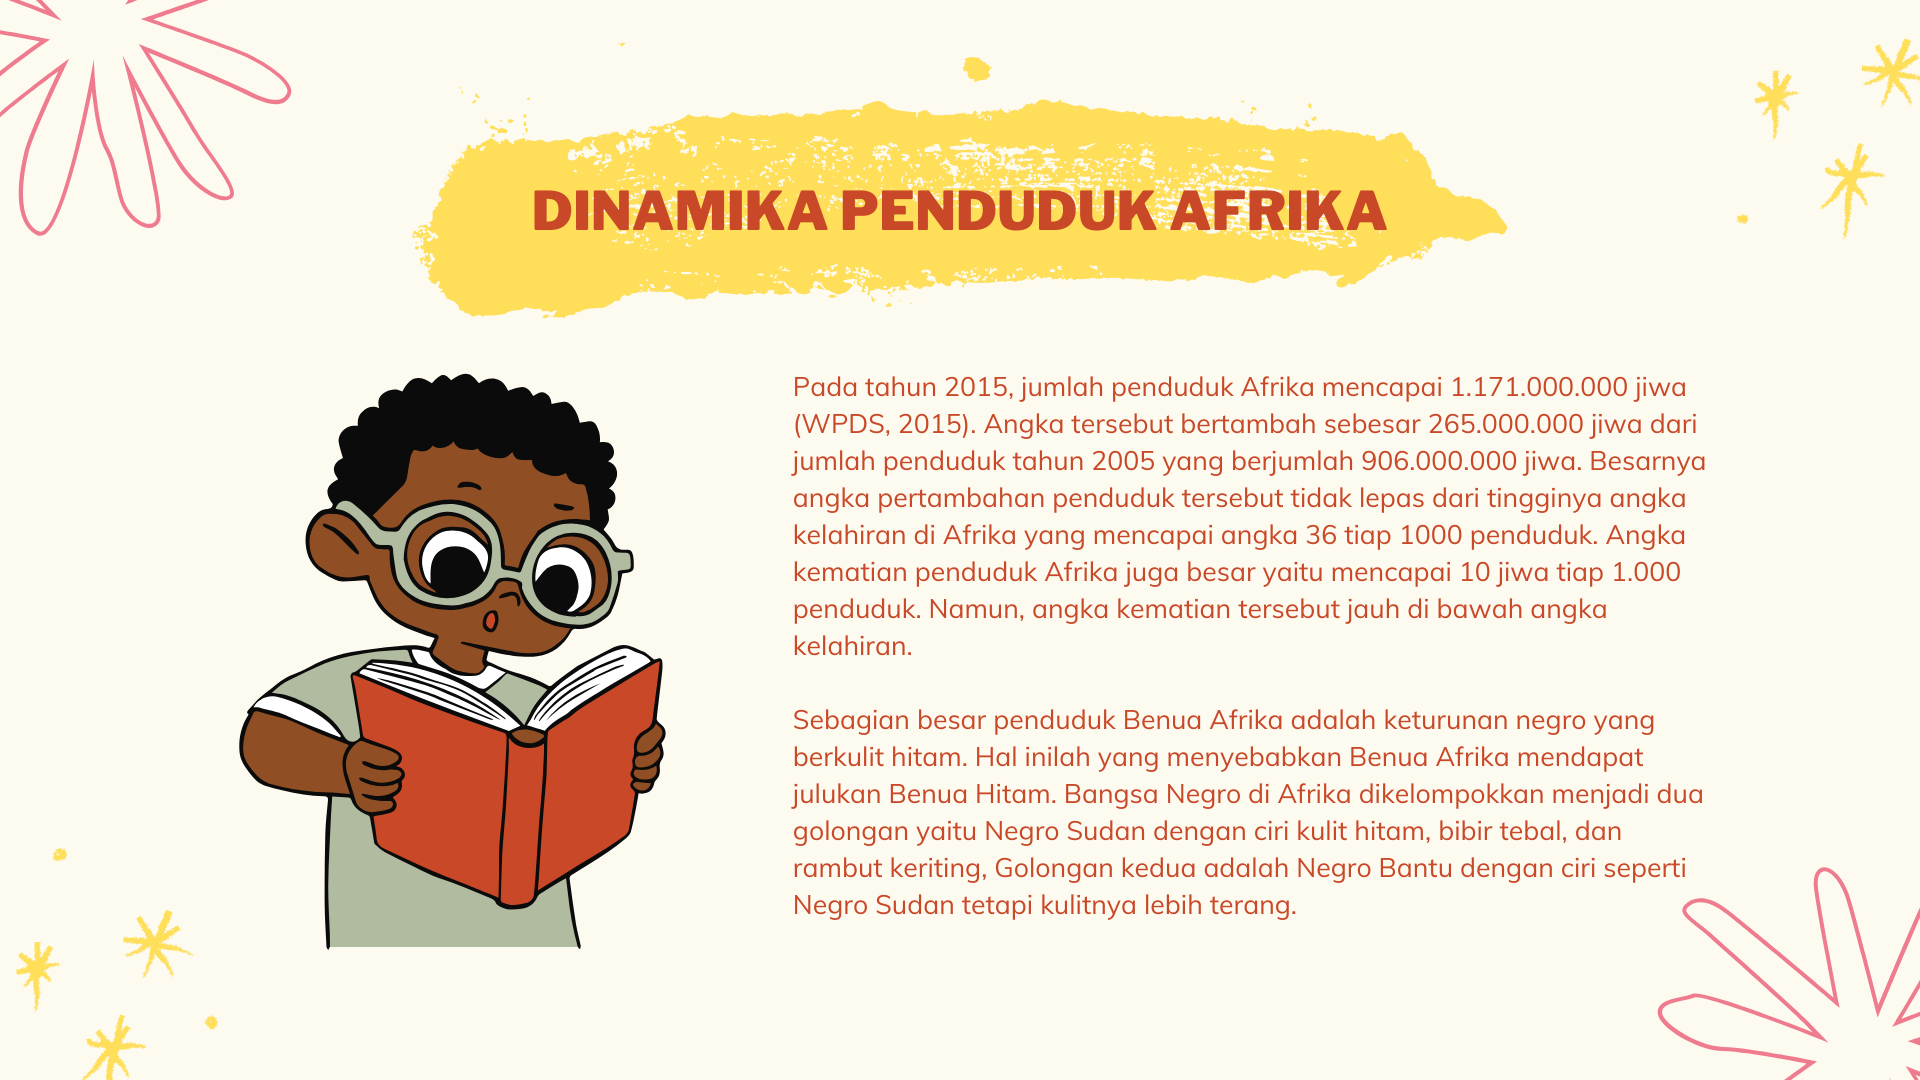 DINAMIKA PENDUDUK AFRIKA
Pada tahun 2015, jumlah penduduk Afrika mencapai 1.171.000.000 jiwa
(WPDS, 2015). Angka tersebut bertambah sebesar 265.000.000 jiwa dari
jumlah penduduk tahun 2005 yang berjumlah 906.000.000 jiwa. Besarnya
angka pertambahan penduduk tersebut tidak lepas dari tingginya angka
kelahiran di Afrika yang mencapai angka 36 tiap 1000 penduduk. Angka
kematian penduduk Afrika juga besar yaitu mencapai 10 jiwa tiap 1.000
penduduk. Namun, angka kematian tersebut jauh di bawah angka
kelahiran.
Sebagian besar penduduk Benua Afrika adalah keturunan negro yang
berkulit hitam. Hal inilah yang menyebabkan Benua Afrika mendapat
julukan Benua Hitam. Bangsa Negro di Afrika dikelompokkan menjadi dua
golongan yaitu Negro Sudan dengan ciri kulit hitam, bibir tebal, dan
rambut keriting, Golongan kedua adalah Negro Bantu dengan ciri seperti
Negro Sudan tetapi kulitnya lebih terang.